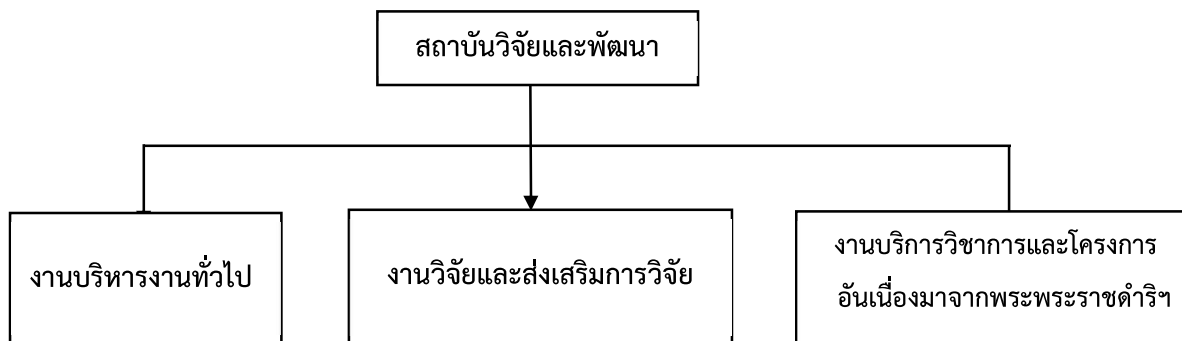 สถาบันวิจัยและพัฒนา
งานบริหารงานทั่วไป
งานวิจัยและส่งเสริมการวิจัย
งานบริการวิชาการและโครงการ
อันเนื่องมาจากพระพระราชดำริฯ